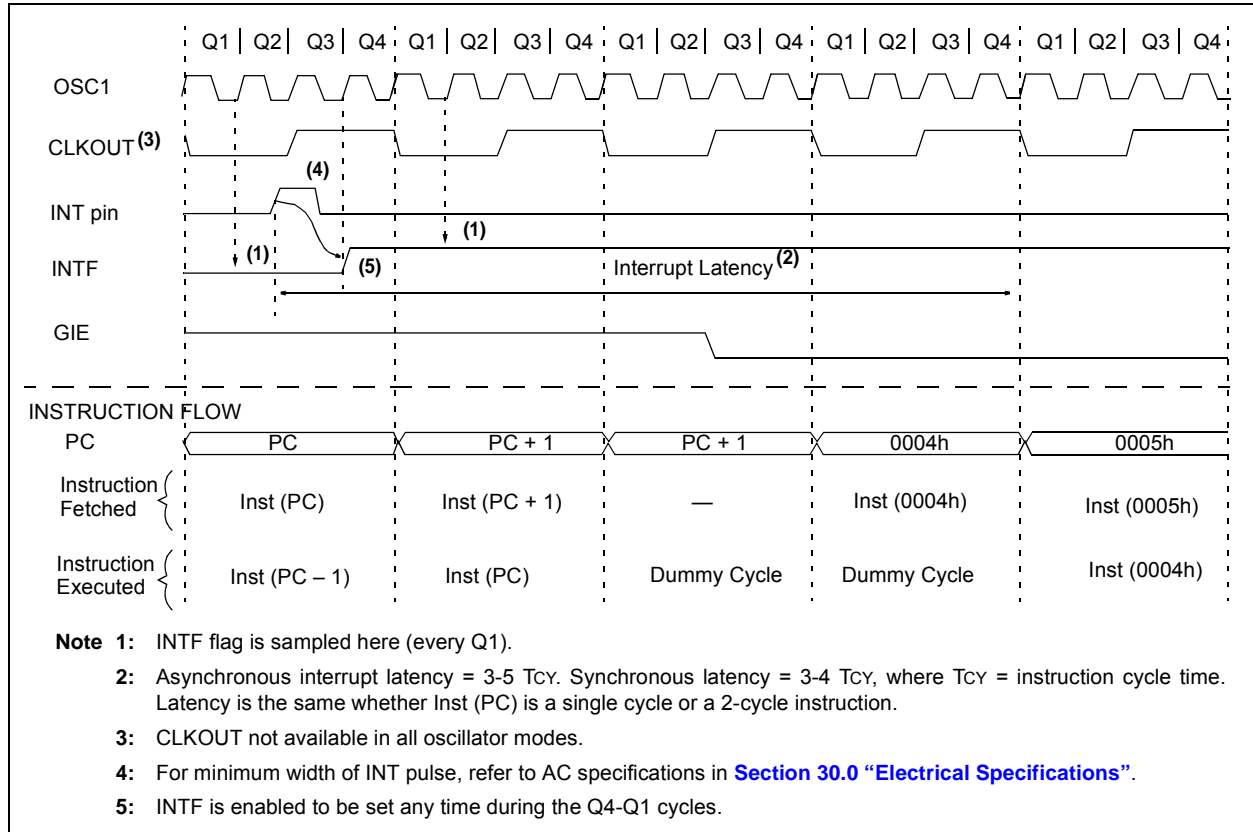 Q1 | Q2 | Q3 | Q4 Q1 | Q2 | Q3 | Q4 Q1 | Q2 | Q3 | Q4 Q1 | Q2 | Q3 | Q4 Q1 | Q2 | Q3 | Q4
OSC1
CLKOUT (3)
(4)
INT pin
(1) (1)
INTF (5) Interrupt Latency (2)
GIE
INSTRUCTION FLOW
PC PC PC + 1 PC + 1 0004h 0005h
Instruction
Fetched Inst (PC) Inst (PC + 1) — Inst (0004h) Inst (0005h)
Instruction
Executed Inst (PC – 1) Inst (PC) Dummy Cycle Dummy Cycle Inst (0004h)
Note 1: INTF flag is sampled here (every Q1).
2: Asynchronous interrupt latency = 3-5 TCY. Synchronous latency = 3-4 TCY, where TCY = instruction cycle time.
Latency is the same whether Inst (PC) is a single cycle or a 2-cycle instruction.
3: CLKOUT not available in all oscillator modes.
4: For minimum width of INT pulse, refer to AC specifications in Section 30.0 “Electrical Specifications”.
5: INTF is enabled to be set any time during the Q4-Q1 cycles.